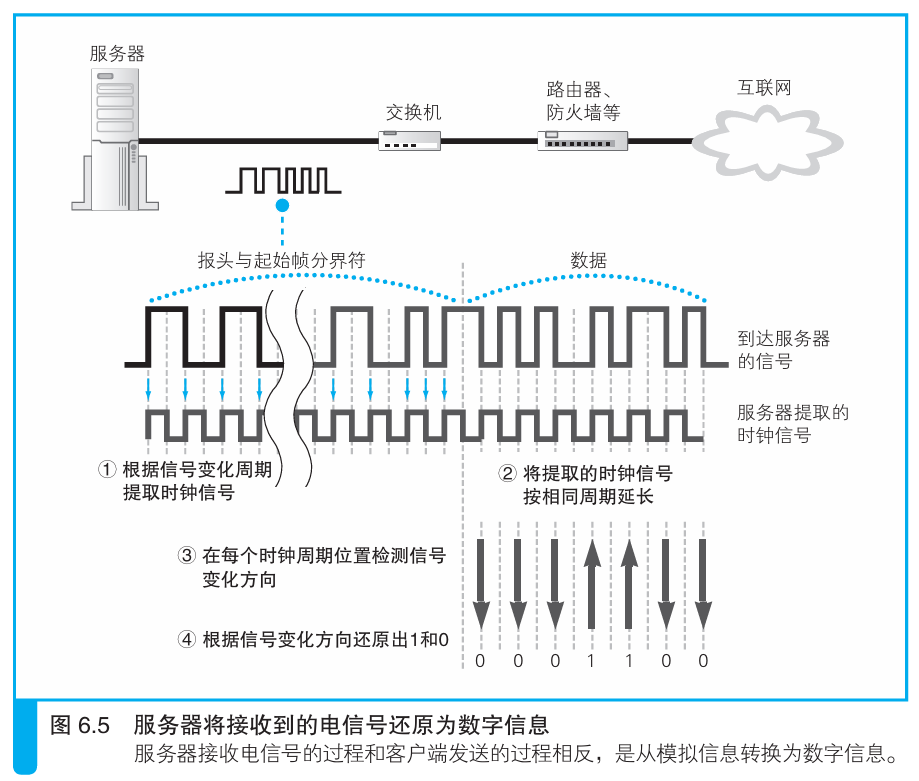 服务器
交换机
路由器、
防火墙等
互联网
报头与起始帧分界符
数据
到达服务器
的信号
服务器提取的
时钟信号
① 根据信号变化周期
提取时钟信号
② 将提取的时钟信号
按相同周期延长
③ 在每个时钟周期位置检测信号
变化方向
④ 根据信号变化方向还原出1和0
0 0 0 1 1 0 0
图 6.5 服务器将接收到的电信号还原为数字信息
服务器接收电信号的过程和客户端发送的过程相反，是从模拟信息转换为数字信息。